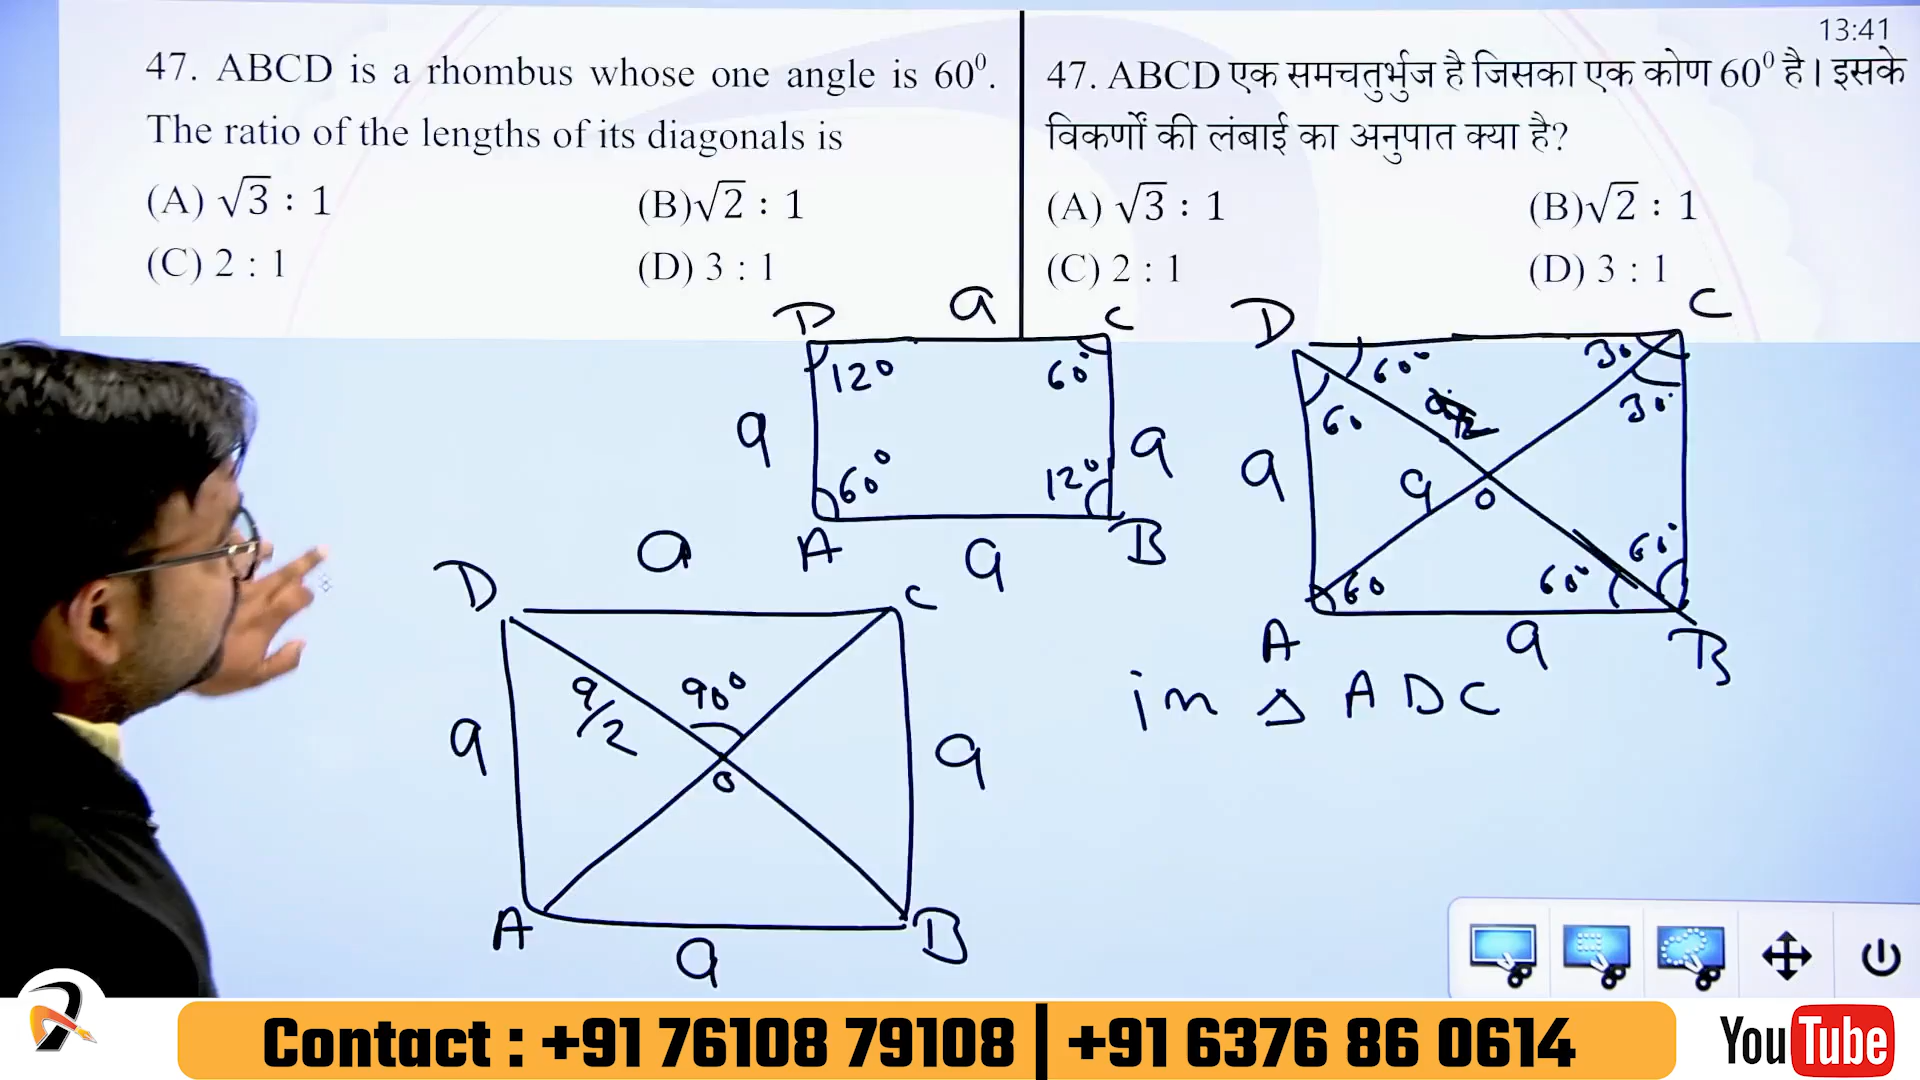 13:41
47. ABCD is a rhombus whose one angle is 60⁰.
The ratio of the lengths of its diagonals is
(A) √3 : 1 (B)√2 : 1
(C) 2 : 1 (D) 3 : 1
47. ABCD एक समचतुर्भुज है जिसका एक कोण 60⁰ है। इसके
विकर्णों की लंबाई का अनुपात क्या है?
(A) √3 : 1 (B)√2 : 1
(C) 2 : 1 (D) 3 : 1
D a C
120 60°
a a
60° 120
A a B
D C
60° 30
60 30
a a O
60 60° 60°
A a B
in △ ADC
D a C
a/2 90°
a O a
A a B
Contact : +91 76108 79108 | +91 6376 86 0614
YouTube